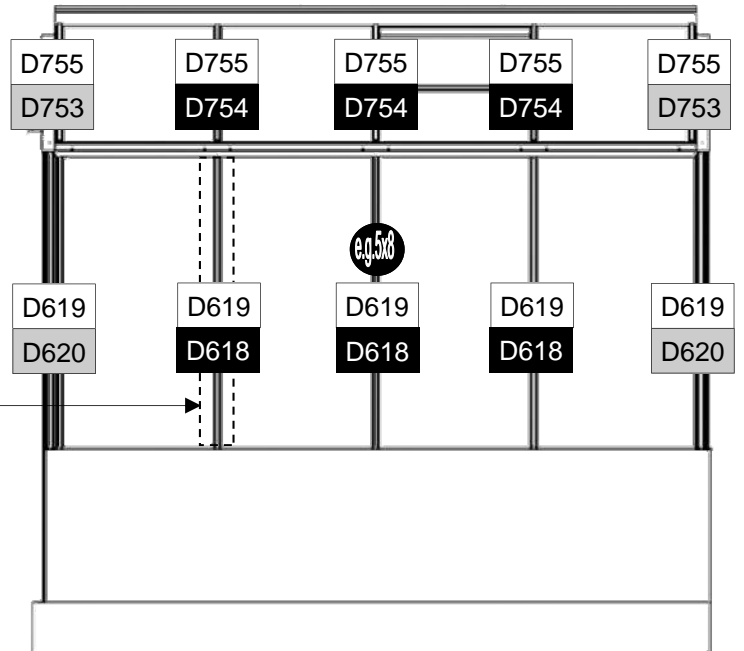 D755 D755 D755 D755 D755
D753 D754 D754 D754 D753
e.g.5x8
D619 D619 D619 D619 D619
D620 D618 D618 D618 D620